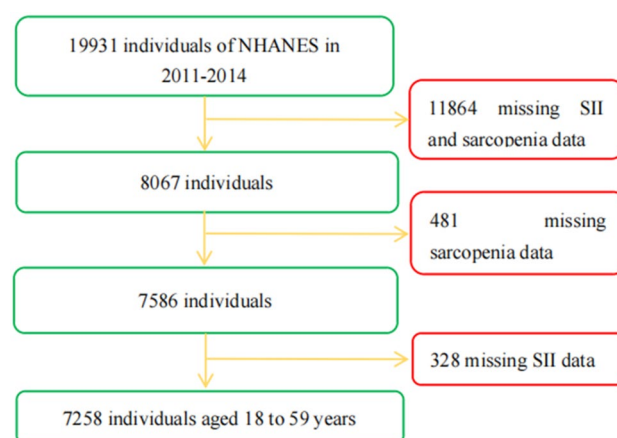 19931 individuals of NHANES in
2011-2014
11864 missing SII
and sarcopenia data
8067 individuals
481 missing
sarcopenia data
7586 individuals
328 missing SII data
7258 individuals aged 18 to 59 years